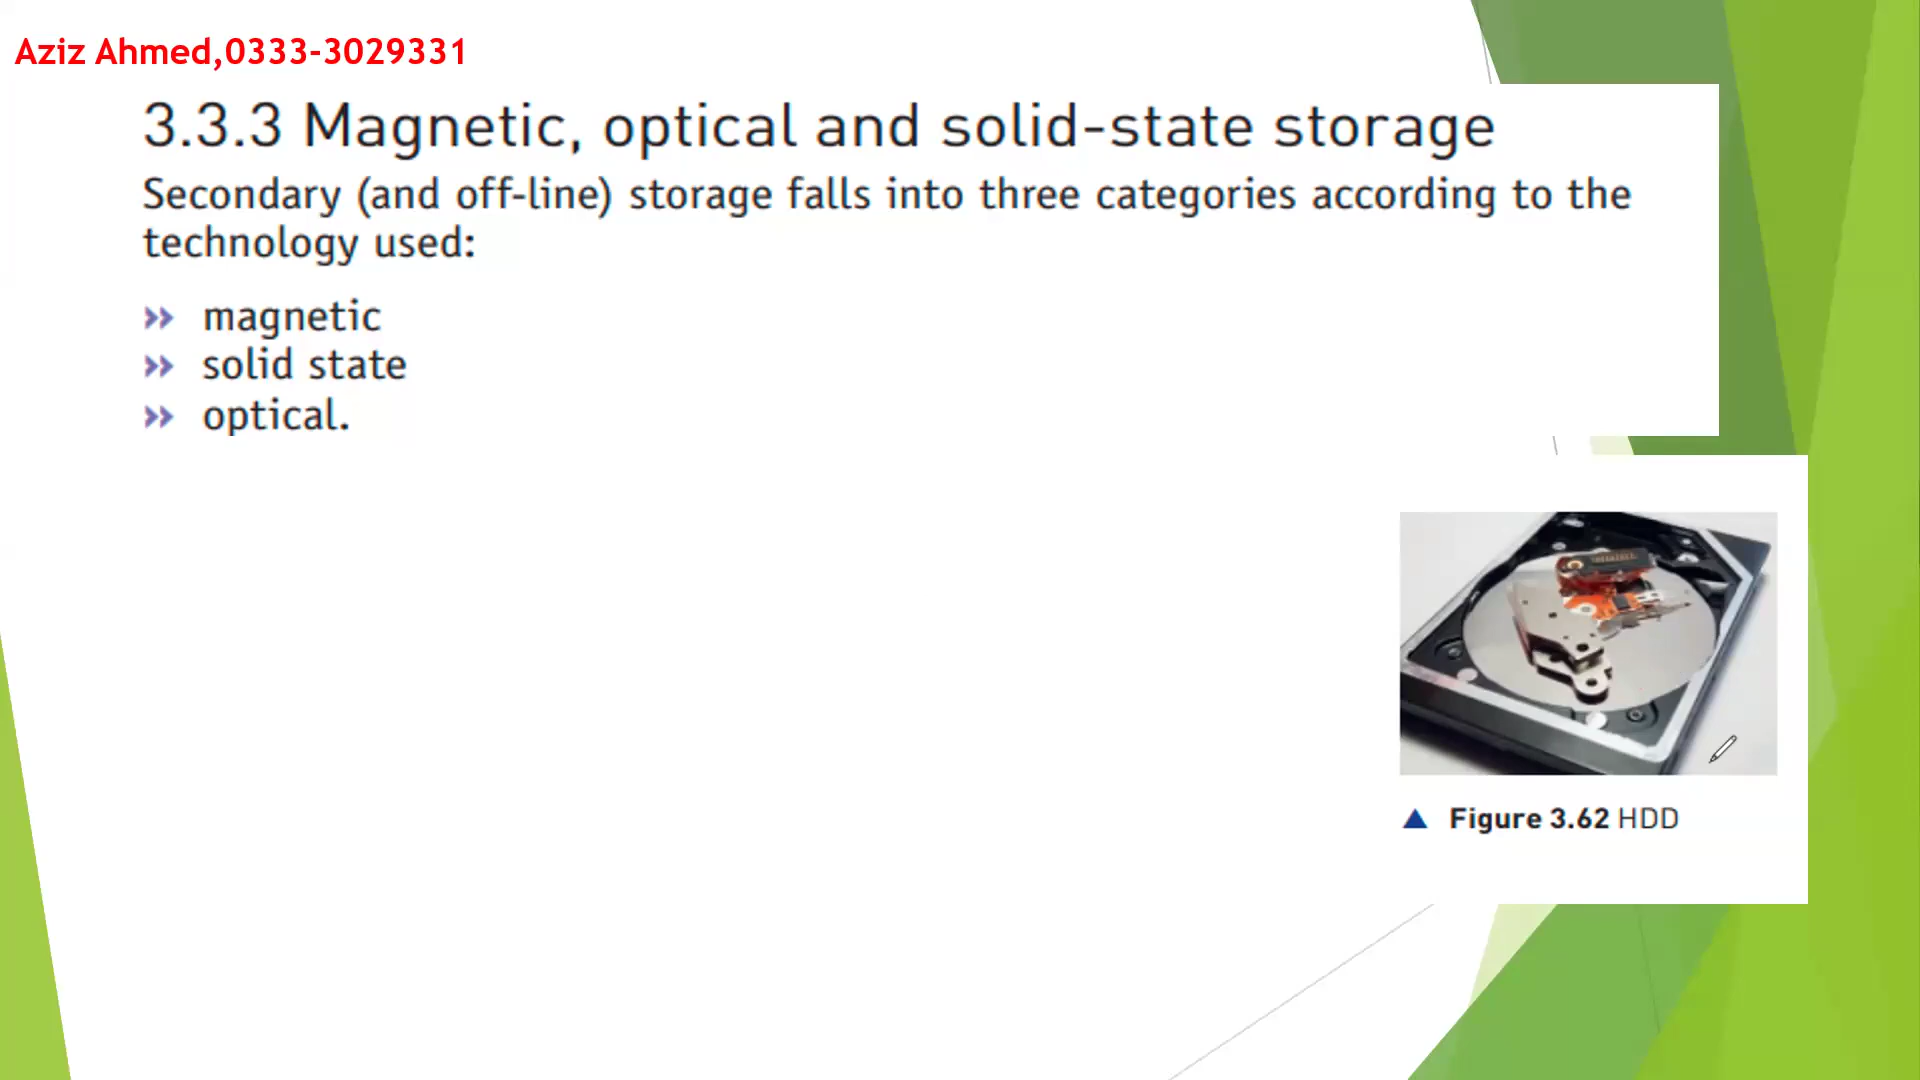 Aziz Ahmed,0333-3029331
3.3.3 Magnetic, optical and solid-state storage
Secondary (and off-line) storage falls into three categories according to the
technology used:
>> magnetic
>> solid state
>> optical.
▲ Figure 3.62 HDD